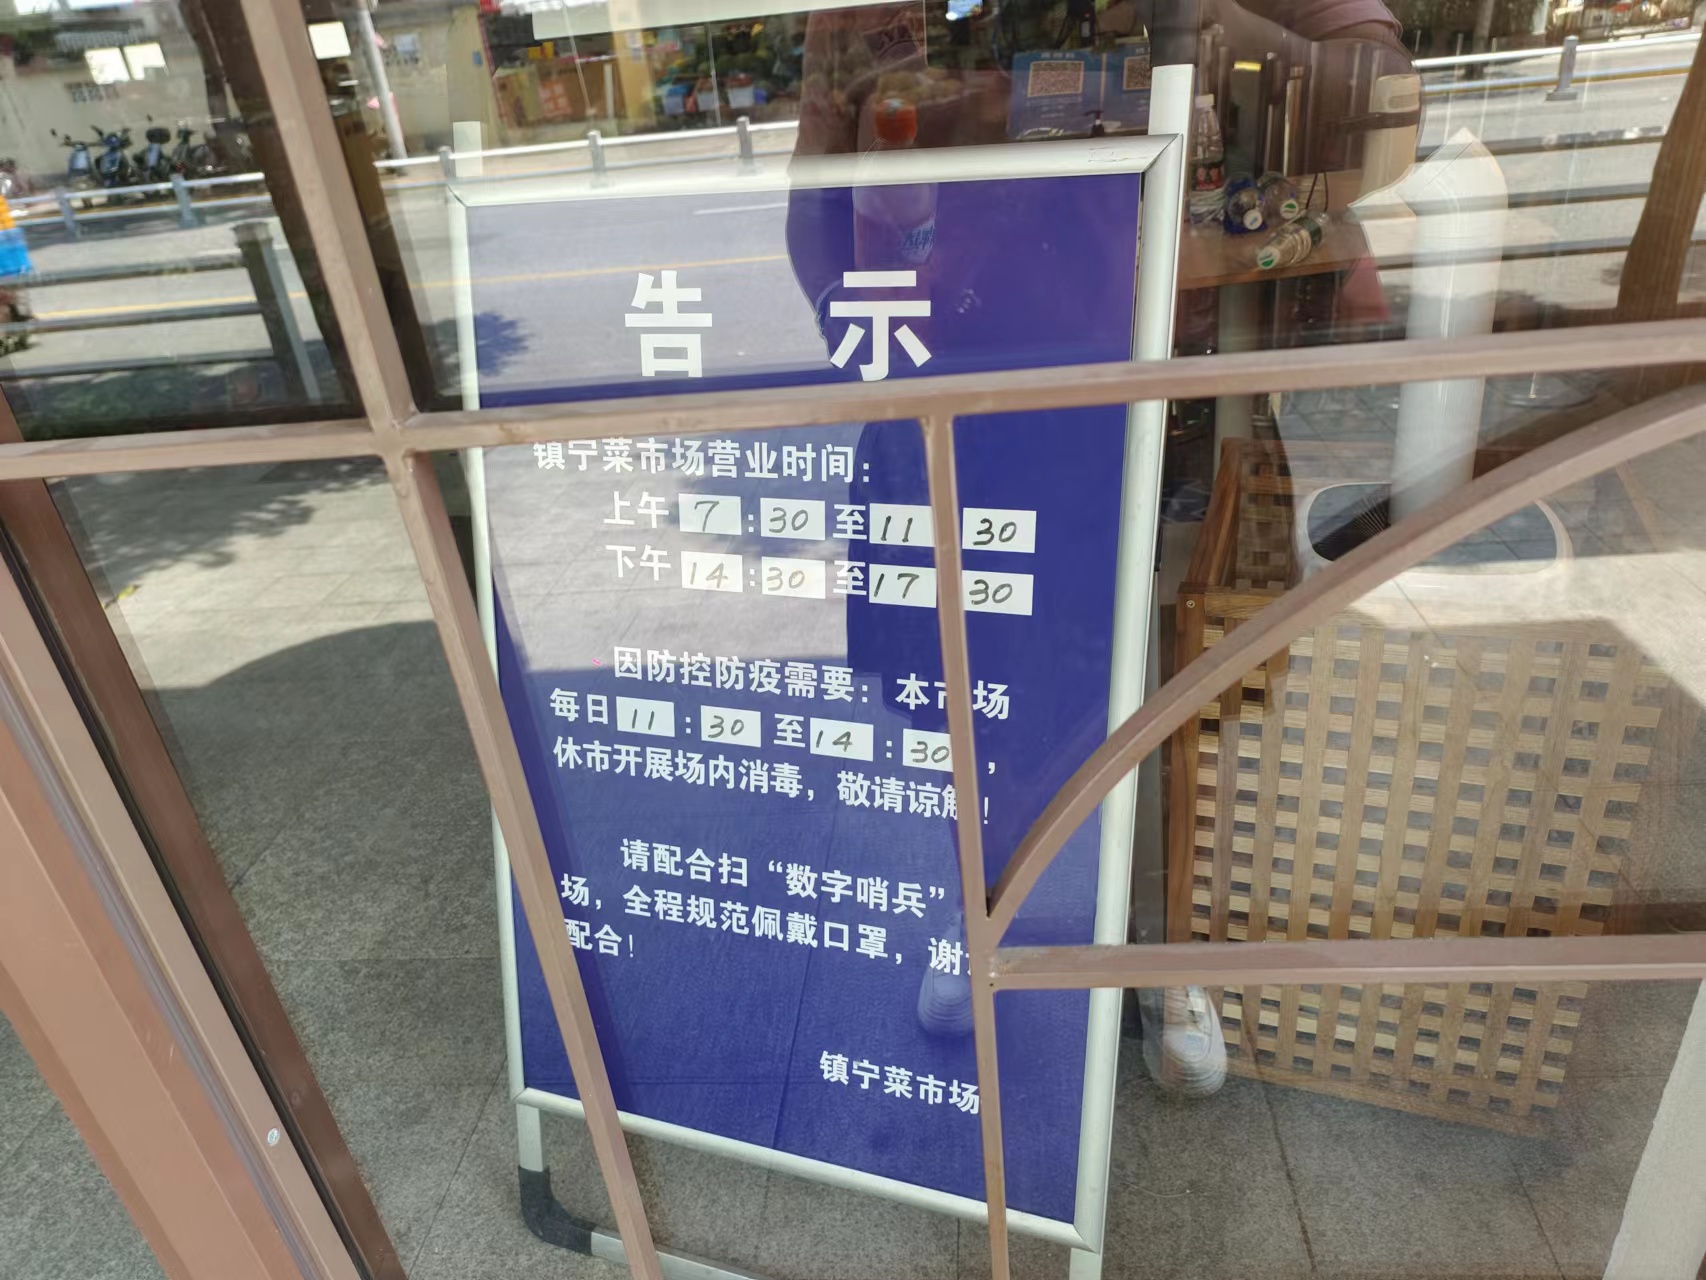 告示
镇宁菜市场营业时间：
上午 7:30 至 11 30
下午 14:30 至 17 30
因防控防疫需要：本市场
每日 11:30 至 14:30，
休市开展场内消毒，敬请谅解！
请配合扫“数字哨兵”
场，全程规范佩戴口罩，谢
配合！
镇宁菜市场